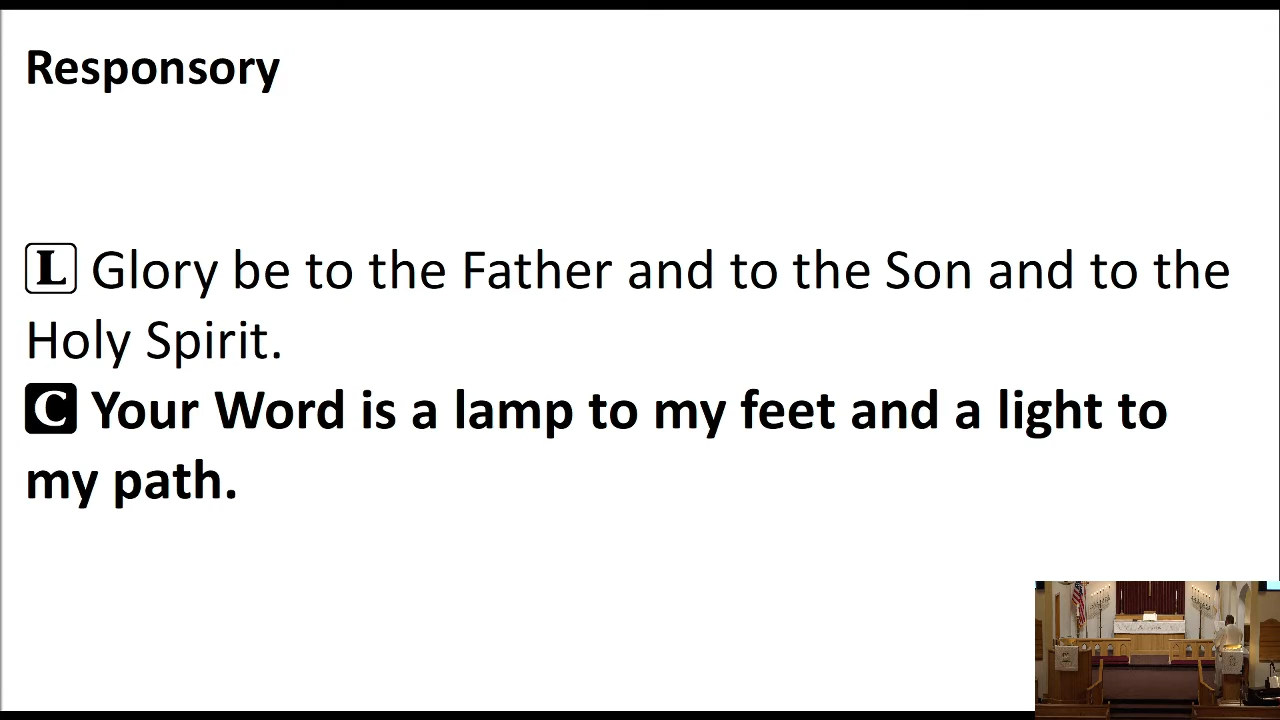 Responsory
L Glory be to the Father and to the Son and to the
Holy Spirit.
C Your Word is a lamp to my feet and a light to
my path.